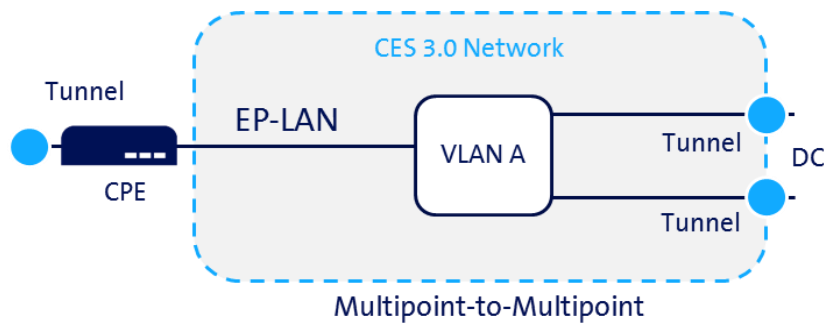 CES 3.0 Network
Tunnel
EP-LAN
CPE
VLAN A
Tunnel
DC
Tunnel
Multipoint-to-Multipoint